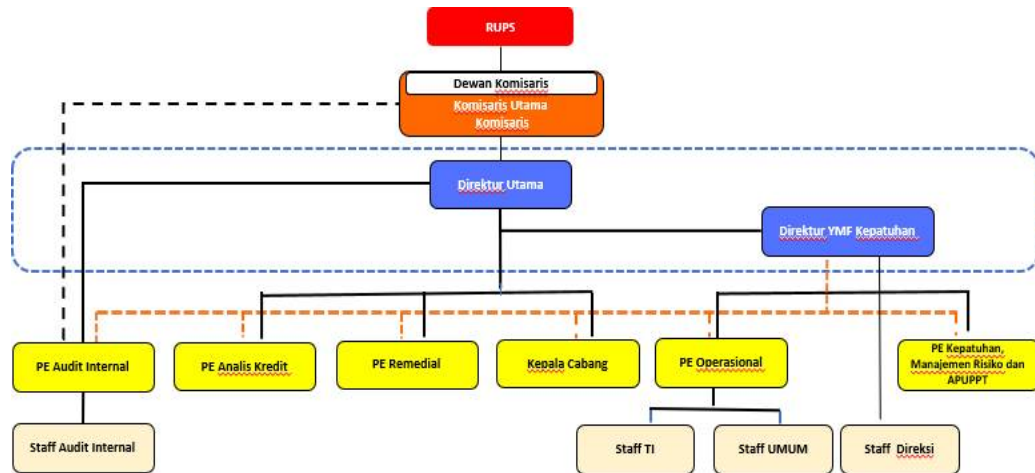 RUPS
Dewan Komisaris
Komisaris Utama
Komisaris
Direktur Utama
Direktur YMF Kepatuhan
PE Audit Internal
PE Analis Kredit
PE Remedial
Kepala Cabang
PE Operasional
PE Kepatuhan,
Manajemen Risiko dan
APUPPT
Staff Audit Internal
Staff TI
Staff UMUM
Staff Direksi